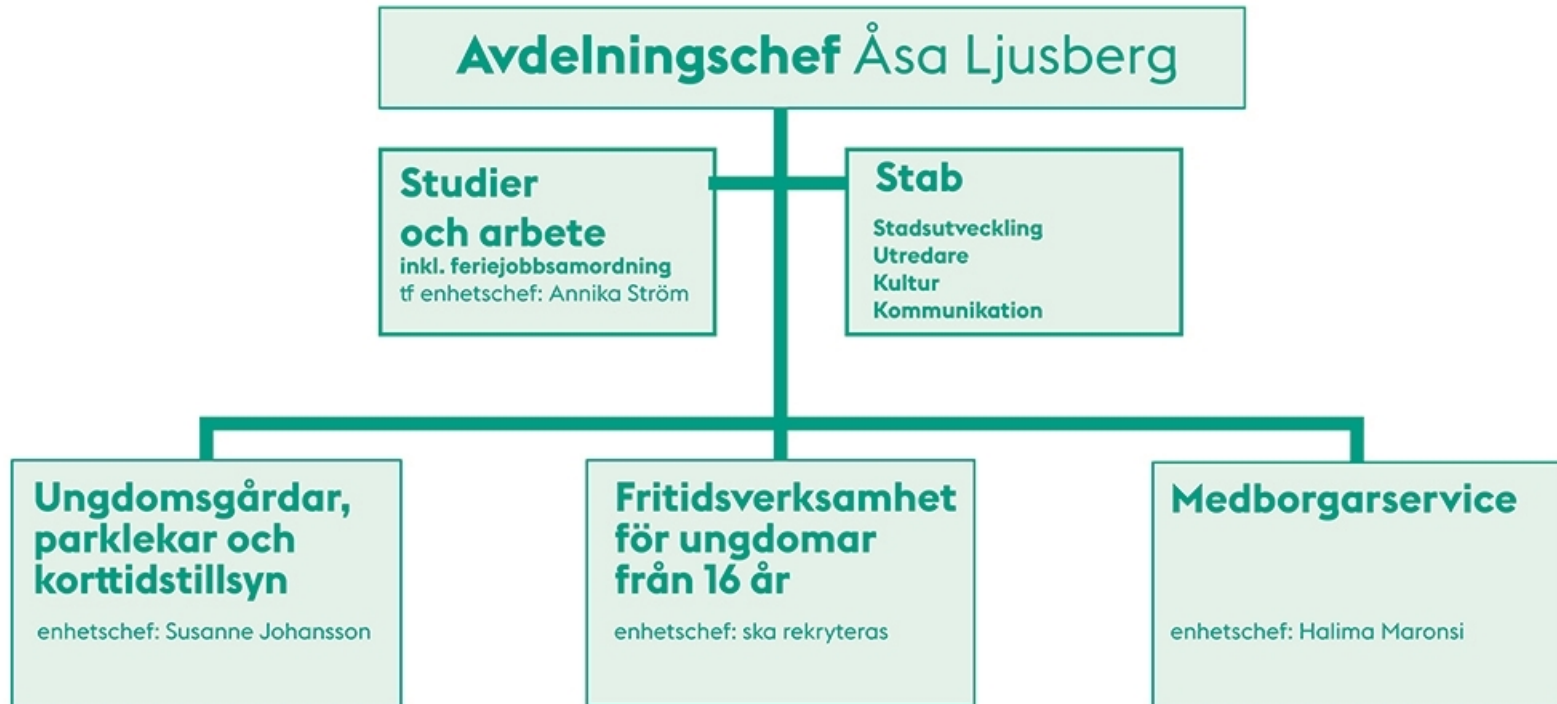 Avdelningschef Åsa Ljusberg
Studier
och arbete
inkl. feriejobbsamordning
tf enhetschef: Annika Ström
Stab
Stadsutveckling
Utredare
Kultur
Kommunikation
Ungdomsgårdar,
parklekar och
korttidstillsyn
enhetschef: Susanne Johansson
Fritidsverksamhet
för ungdomar
från 16 år
enhetschef: ska rekryteras
Medborgarservice
enhetschef: Halima Maronsi